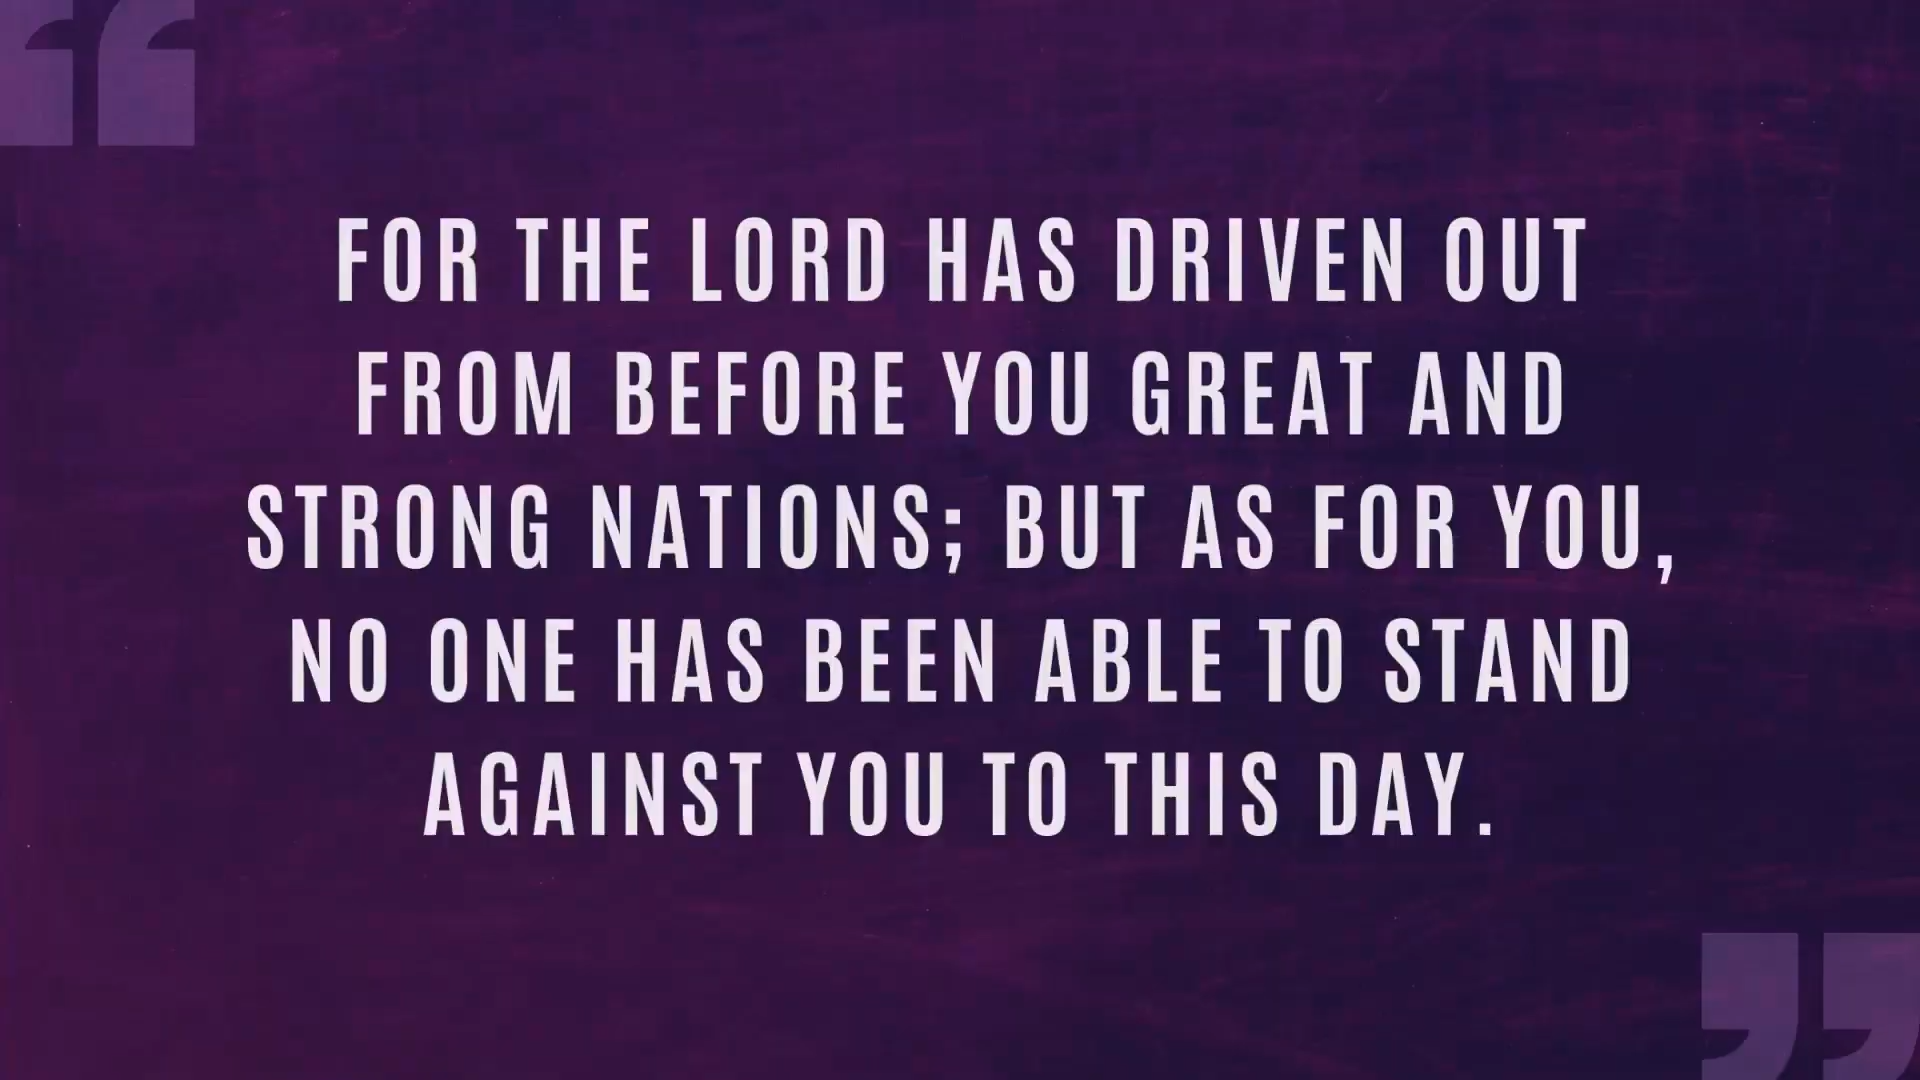 FOR THE LORD HAS DRIVEN OUT
FROM BEFORE YOU GREAT AND
STRONG NATIONS; BUT AS FOR YOU,
NO ONE HAS BEEN ABLE TO STAND
AGAINST YOU TO THIS DAY.